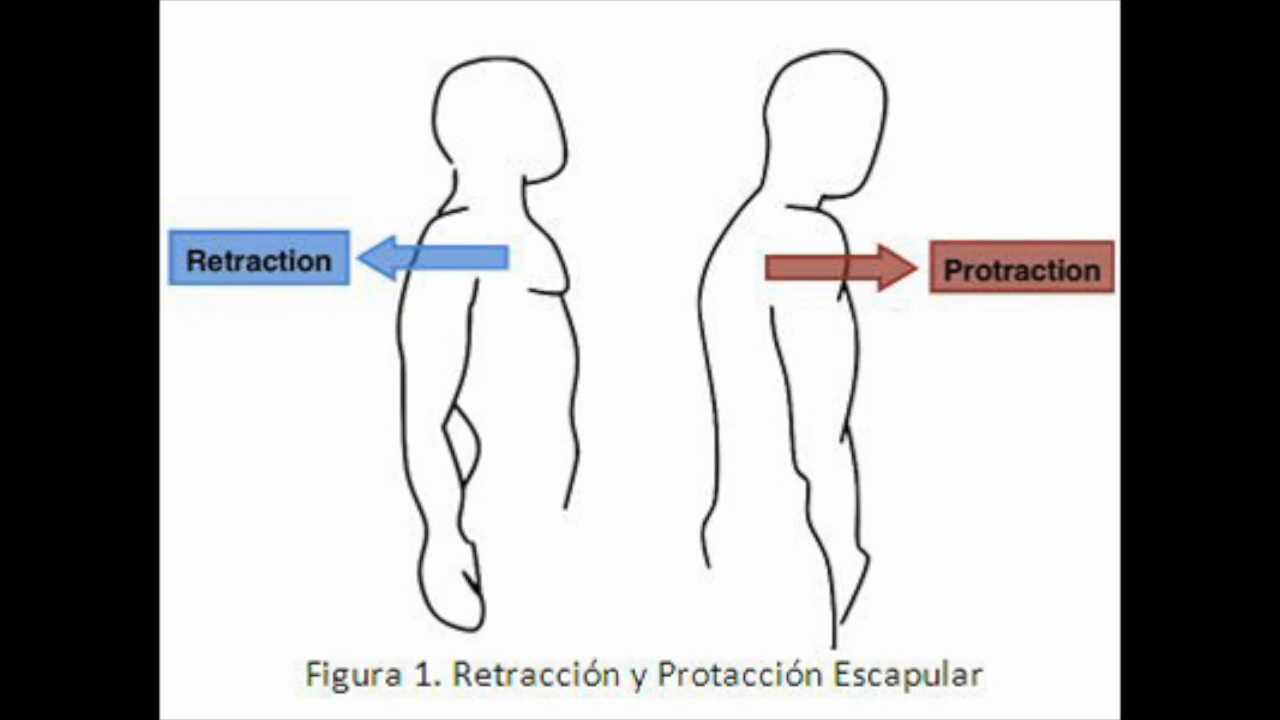 Retraction
Protraction
Figura 1. Retracción y Protacción Escapular